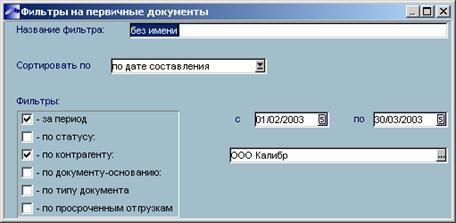 Фильтры на первичные документы
Название фильтра: без имени
Сортировать по по дате составления
Фильтры:
- за период с 01/02/2003 по 30/03/2003
- по статусу:
- по контрагенту: ООО Калибр ...
- по документу-основанию:
- по типу документа
- по просроченным отгрузкам